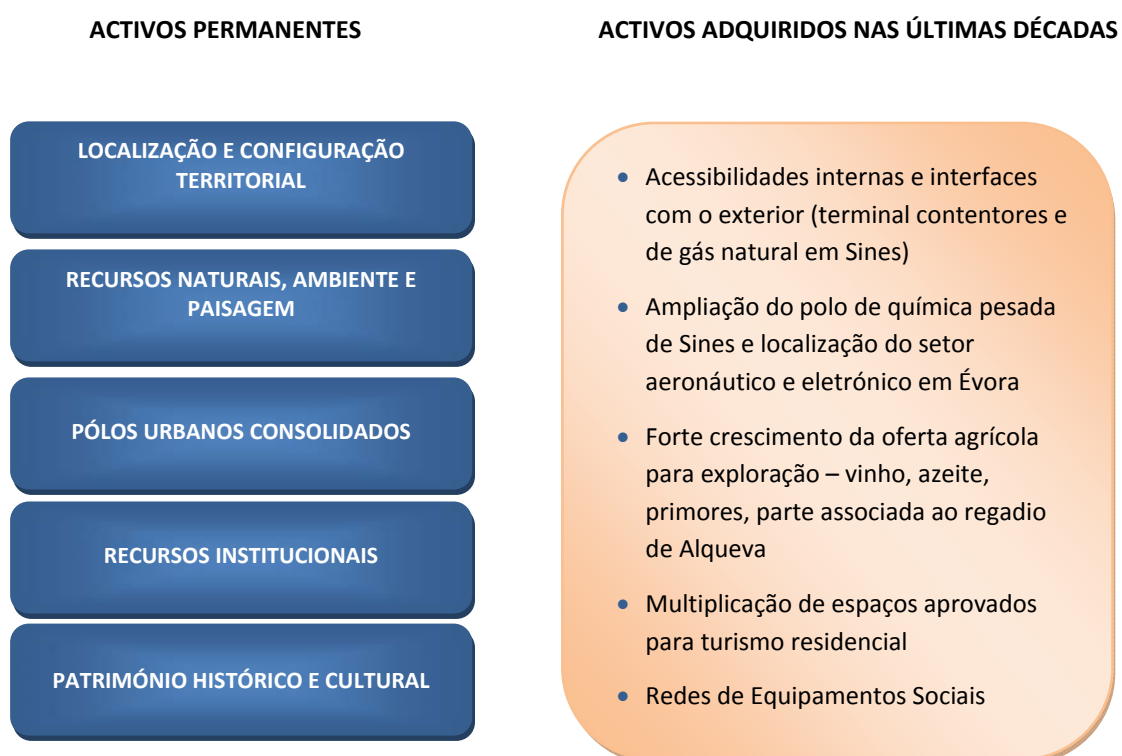 ACTIVOS PERMANENTES
LOCALIZAÇÃO E CONFIGURAÇÃO
TERRITORIAL
RECURSOS NATURAIS, AMBIENTE E
PAISAGEM
PÓLOS URBANOS CONSOLIDADOS
RECURSOS INSTITUCIONAIS
PATRIMÓNIO HISTÓRICO E CULTURAL
ACTIVOS ADQUIRIDOS NAS ÚLTIMAS DÉCADAS
• Acessibilidades internas e interfaces
com o exterior (terminal contentores e
de gás natural em Sines)
• Ampliação do polo de química pesada
de Sines e localização do setor
aeronáutico e eletrónico em Évora
• Forte crescimento da oferta agrícola
para exploração – vinho, azeite,
primores, parte associada ao regadio
de Alqueva
• Multiplicação de espaços aprovados
para turismo residencial
• Redes de Equipamentos Sociais